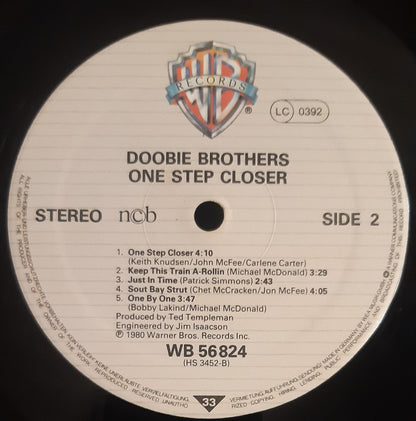 RECORDS
®
LC 0392
DOOBIE BROTHERS
ONE STEP CLOSER
STEREO ncb SIDE 2
1. One Step Closer 4:10
(Keith Knudsen/John McFee/Carlene Carter)
2. Keep This Train A-Rollin (Michael McDonald) 3:29
3. Just in Time (Patrick Simmons) 2:43
4. Sout Bay Strut (Chet McCracken/Jon McFee) 4:05
5. One By One 3:47
(Bobby Lakind/Michael McDonald)
Produced by Ted Templeman
Engineered by Jim Isaacson
℗ 1980 Warner Bros. Records Inc.
WB 56 824
(HS 3452-B)
33